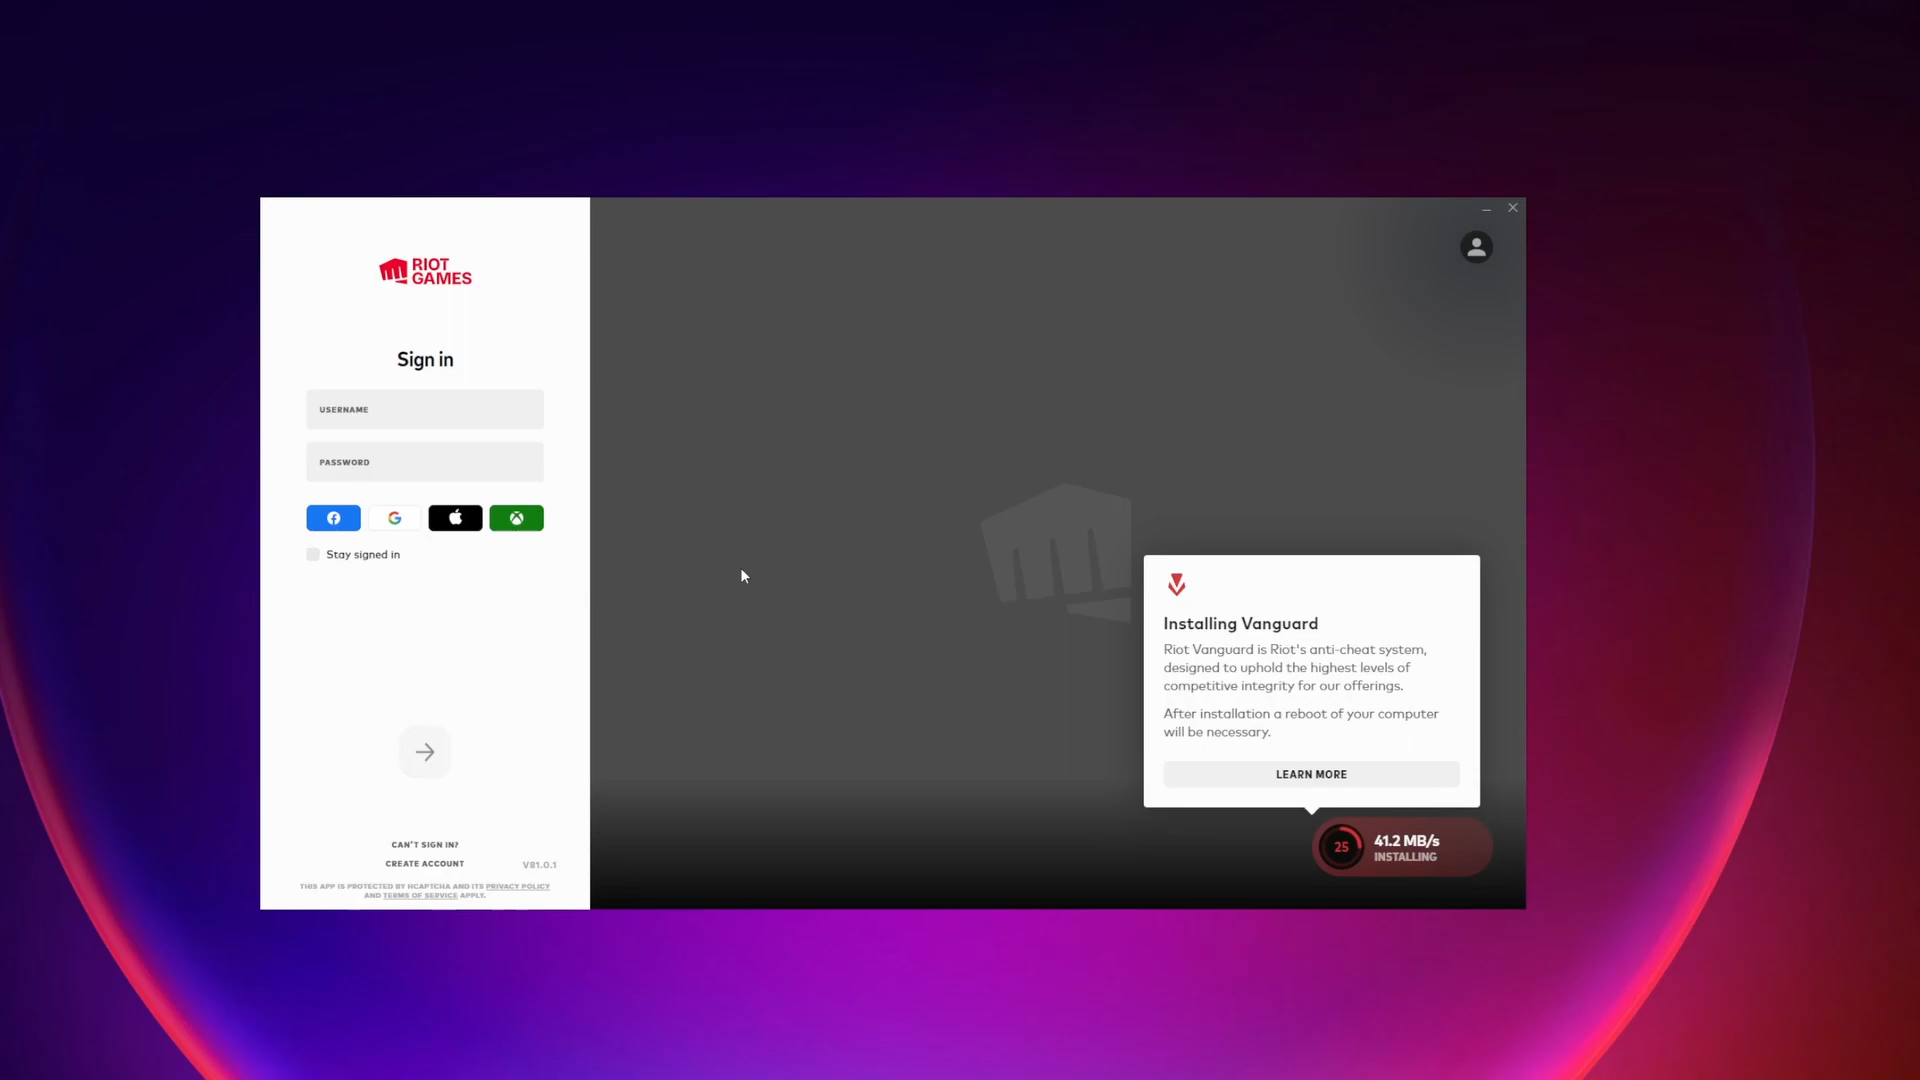 RIOT
GAMES
Sign in
USERNAME
PASSWORD
Stay signed in
CAN'T SIGN IN?
CREATE ACCOUNT
V81.0.1
THIS APP IS PROTECTED BY HCAPTCHA AND ITS PRIVACY POLICY
AND TERMS OF SERVICE APPLY.
Installing Vanguard
Riot Vanguard is Riot's anti-cheat system,
designed to uphold the highest levels of
competitive integrity for our offerings.
After installation a reboot of your computer
will be necessary.
LEARN MORE
25
41.2 MB/s
INSTALLING